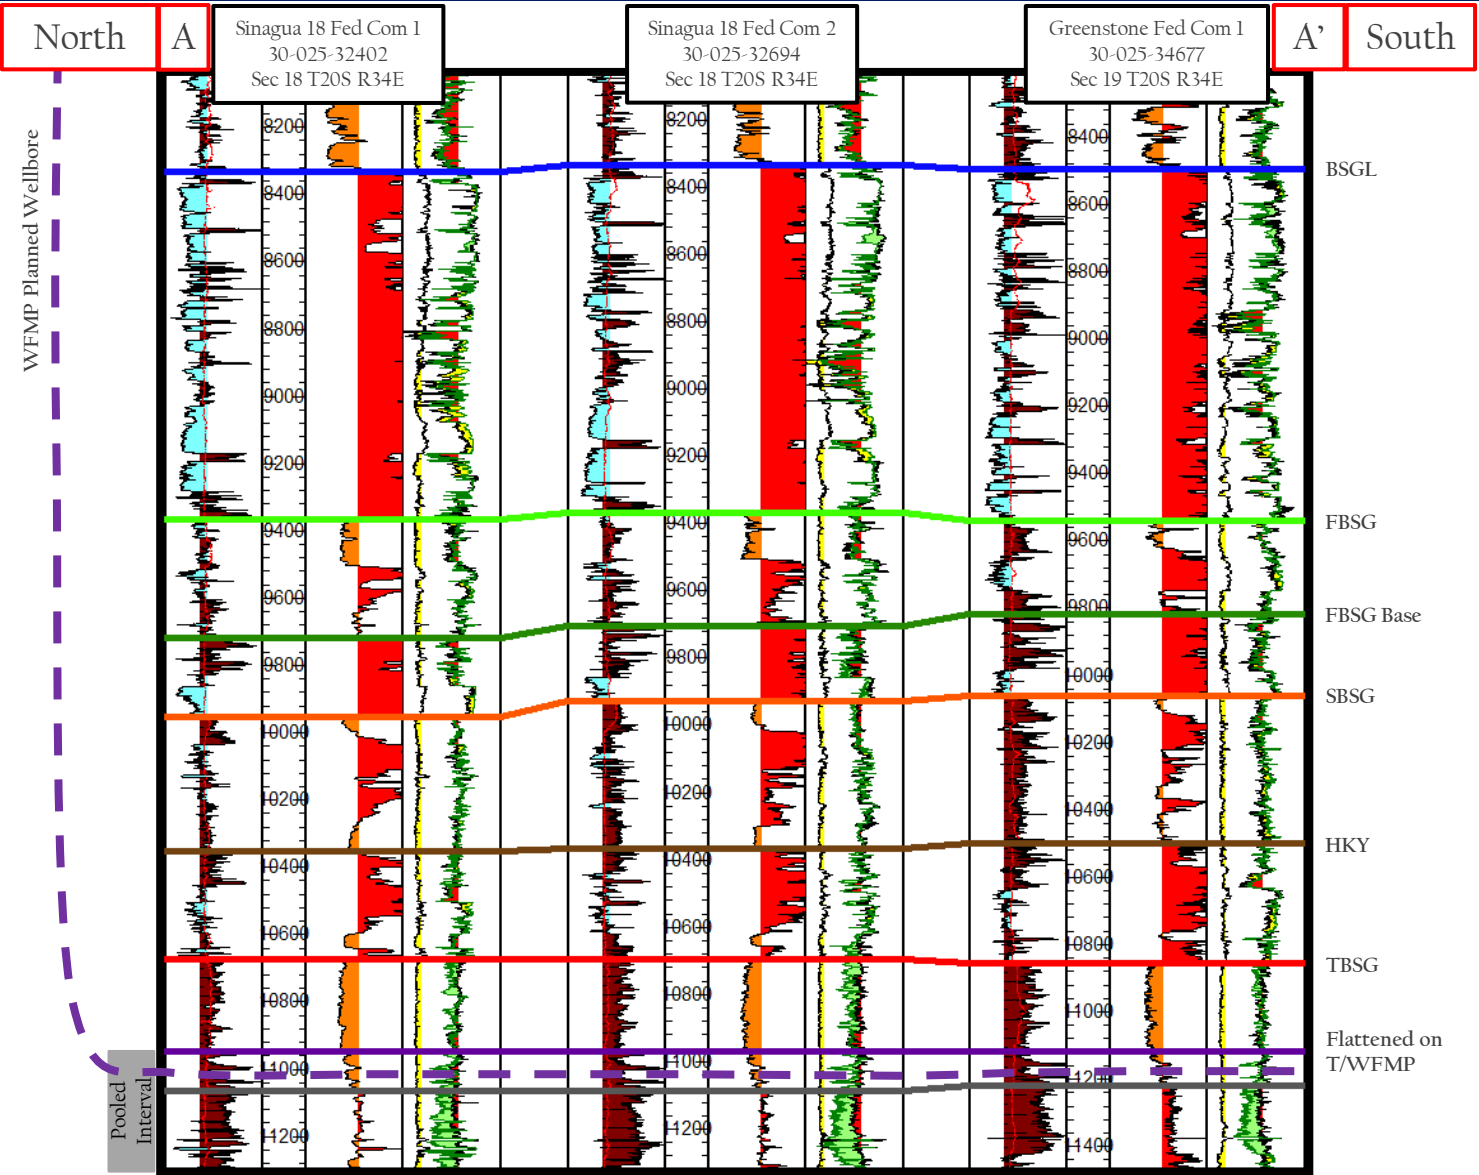 North
A
Sinagua 18 Fed Com 1
30-025-32402
Sec 18 T20S R34E
Sinagua 18 Fed Com 2
30-025-32694
Sec 18 T20S R34E
Greenstone Fed Com 1
30-025-34677
Sec 19 T20S R34E
A'
South
WFMP Planned Wellbore
8200
8400
8600
8800
9000
9200
9400
9600
9800
10000
10200
10400
10600
10800
11000
11200
8200
8400
8600
8800
9000
9200
9400
9600
9800
10000
10200
10400
10600
10800
11000
11200
8400
8600
8800
9000
9200
9400
9600
9800
10000
10200
10400
10600
10800
11000
11200
11400
BSGL
FBSG
FBSG Base
SBSG
HKY
TBSG
Flattened on
T/WFMP
Pooled
Interval